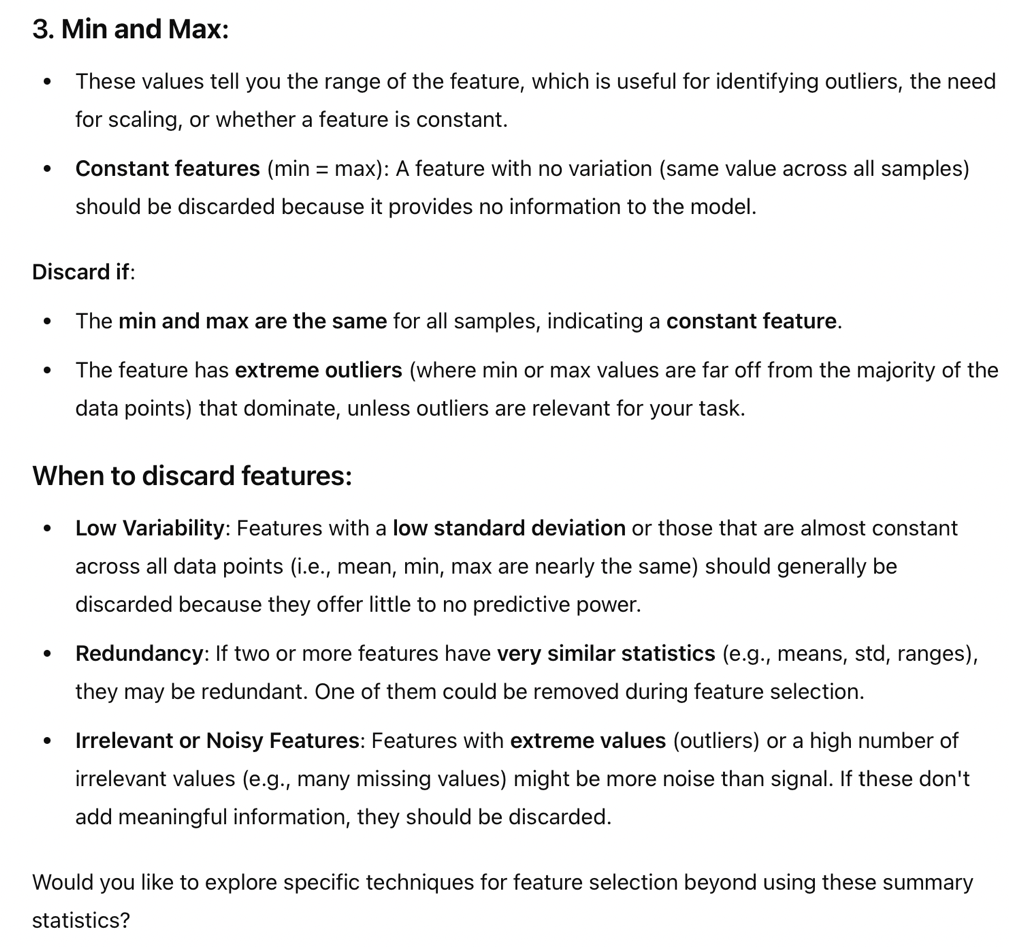 3. Min and Max:
• These values tell you the range of the feature, which is useful for identifying outliers, the need
for scaling, or whether a feature is constant.
• Constant features (min = max): A feature with no variation (same value across all samples)
should be discarded because it provides no information to the model.
Discard if:
• The min and max are the same for all samples, indicating a constant feature.
• The feature has extreme outliers (where min or max values are far off from the majority of the
data points) that dominate, unless outliers are relevant for your task.
When to discard features:
• Low Variability: Features with a low standard deviation or those that are almost constant
across all data points (i.e., mean, min, max are nearly the same) should generally be
discarded because they offer little to no predictive power.
• Redundancy: If two or more features have very similar statistics (e.g., means, std, ranges),
they may be redundant. One of them could be removed during feature selection.
• Irrelevant or Noisy Features: Features with extreme values (outliers) or a high number of
irrelevant values (e.g., many missing values) might be more noise than signal. If these don't
add meaningful information, they should be discarded.
Would you like to explore specific techniques for feature selection beyond using these summary
statistics?